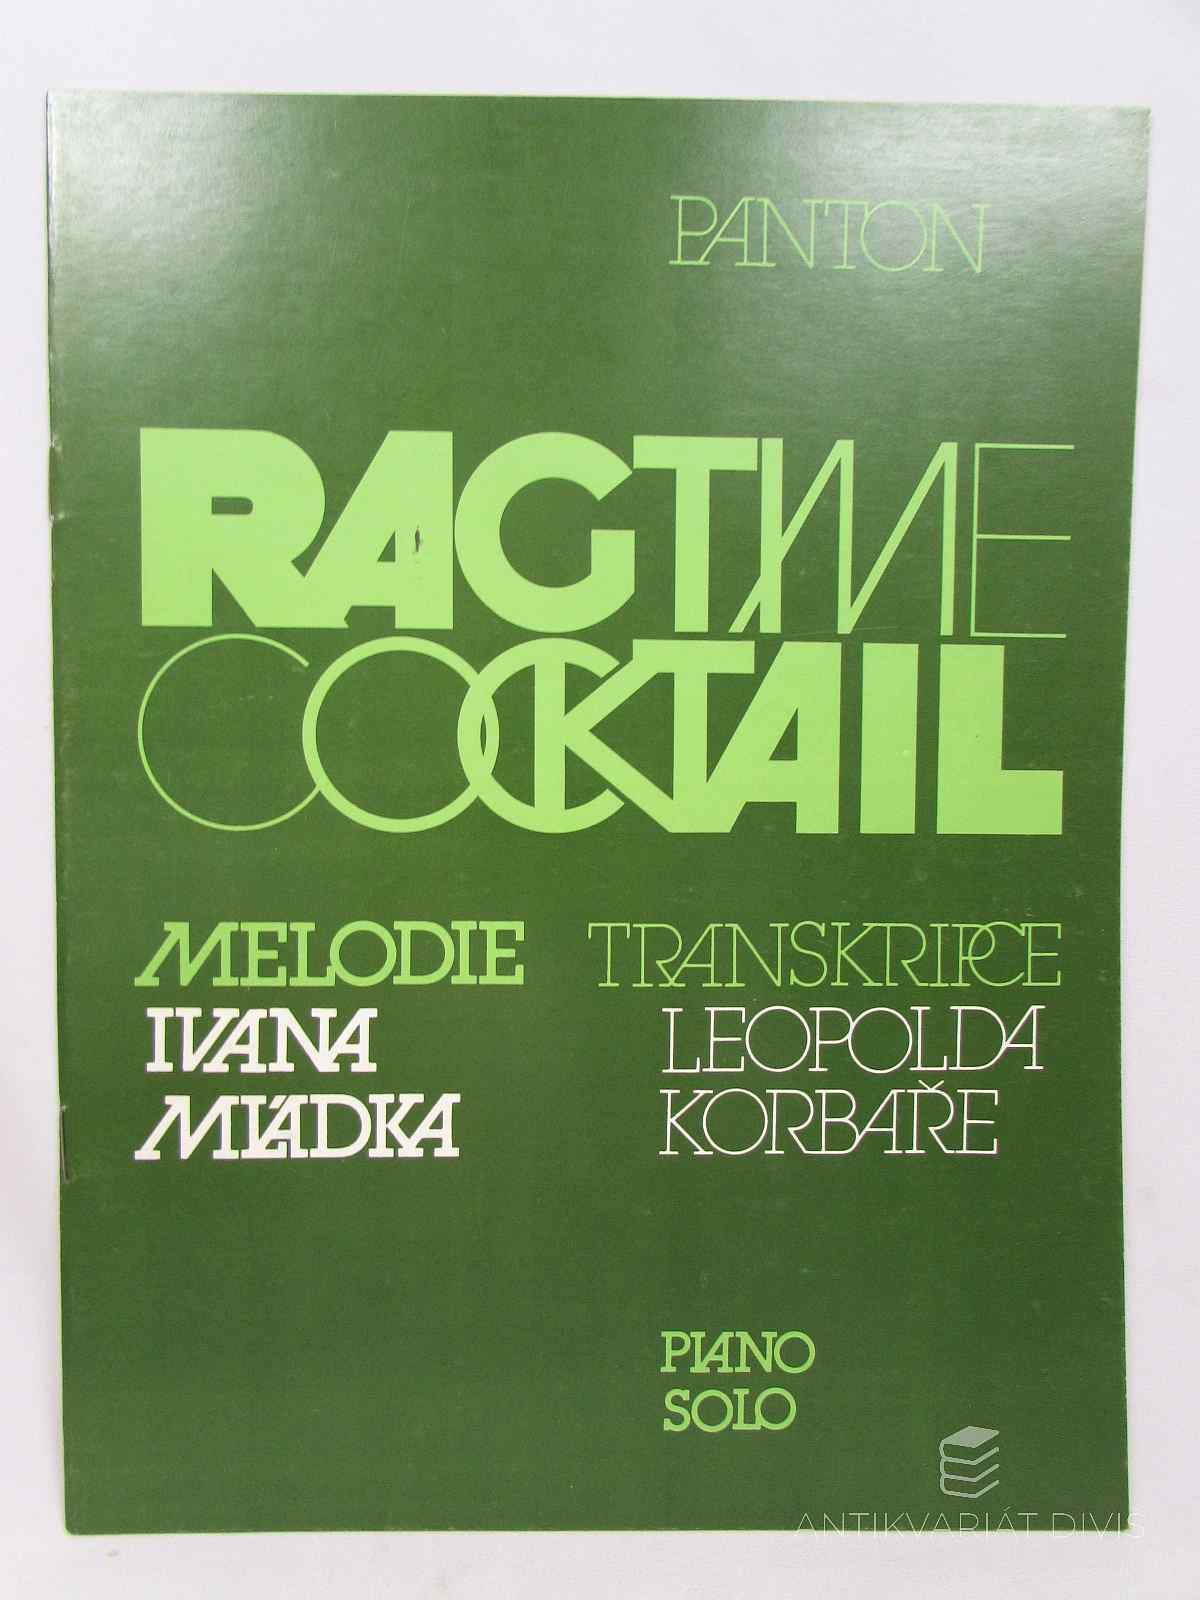 PANTON
RAGTIME
COCKTAIL
MELODIE
IVANA
MLÁDKA
TRANSKRIPCE
LEOPOLDA
KORBAŘE
PIANO
SOLO
ANTIKVARIÁT DIVIS